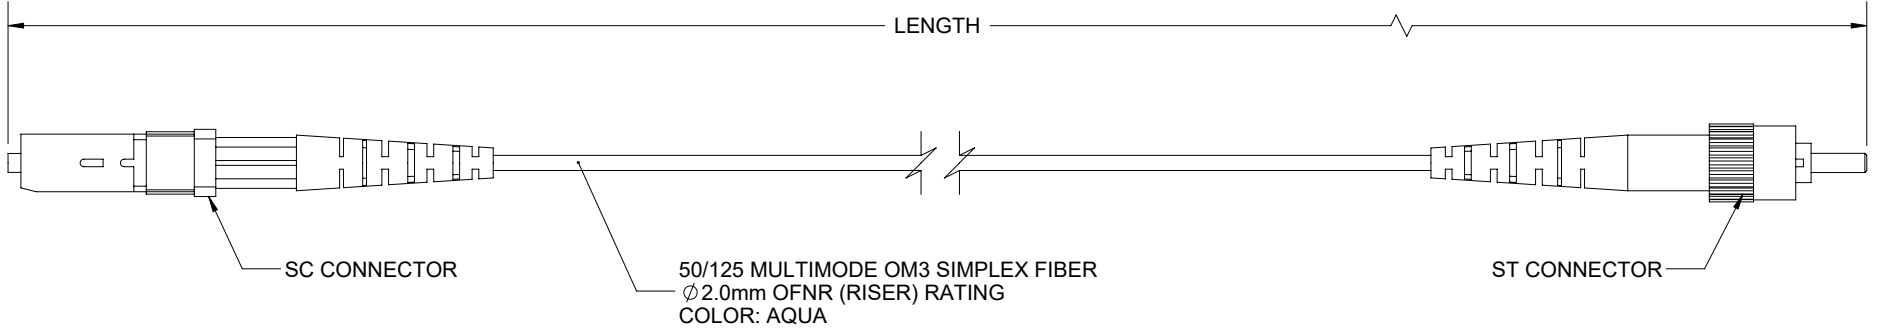 LENGTH
SC CONNECTOR
50/125 MULTIMODE OM3 SIMPLEX FIBER
∅2.0mm OFNR (RISER) RATING
COLOR: AQUA
ST CONNECTOR